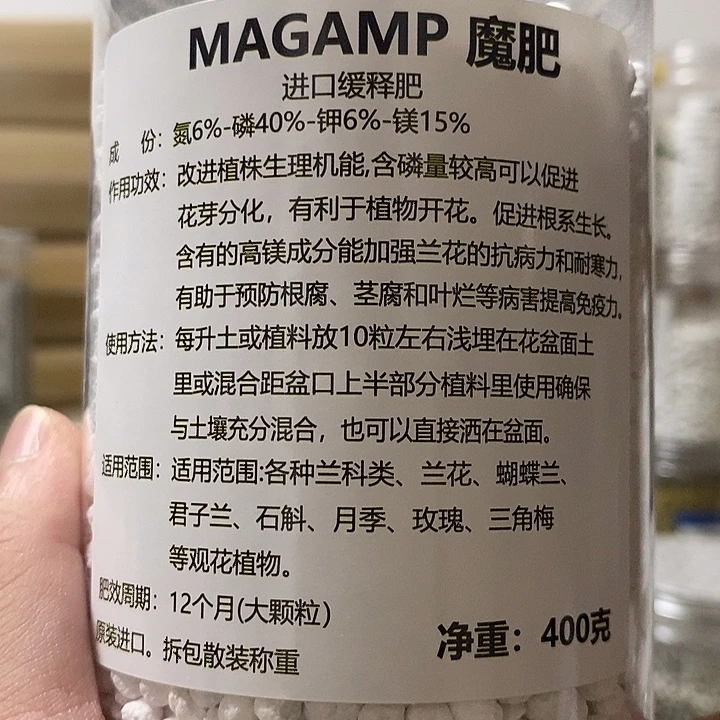 MAGAMP 魔肥
进口缓释肥
成 份：氮6%-磷40%-钾6%-镁15%
作用功效：改进植株生理机能,含磷量较高可以促进
花芽分化，有利于植物开花。促进根系生长。
含有的高镁成分能加强兰花的抗病力和耐寒力,
有助于预防根腐、茎腐和叶烂等病害提高免疫力。
使用方法：每升土或植料放10粒左右浅埋在花盆面土
里或混合距盆口上半部分植料里使用确保
与土壤充分混合，也可以直接洒在盆面。
适用范围：适用范围:各种兰科类、兰花、蝴蝶兰、
君子兰、石斛、月季、玫瑰、三角梅
等观花植物。
肥效周期：12个月(大颗粒)
原装进口。拆包散装称重
净重：400克